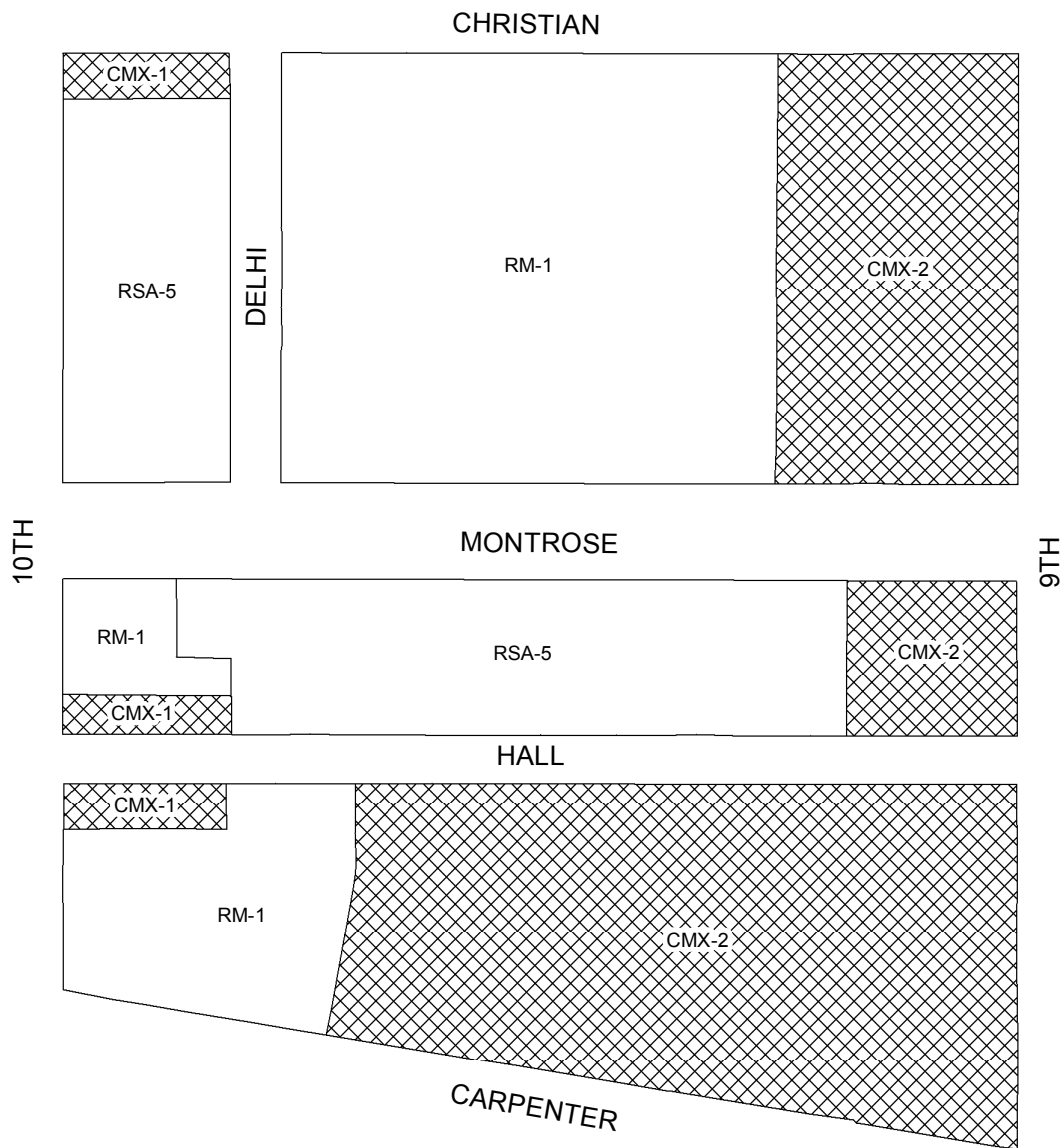 CHRISTIAN
CMX-1
RSA-5
DELHI
RM-1
CMX-2
10TH
MONTROSE
9TH
RM-1
RSA-5
CMX-2
CMX-1
HALL
CMX-1
RM-1
CMX-2
CARPENTER